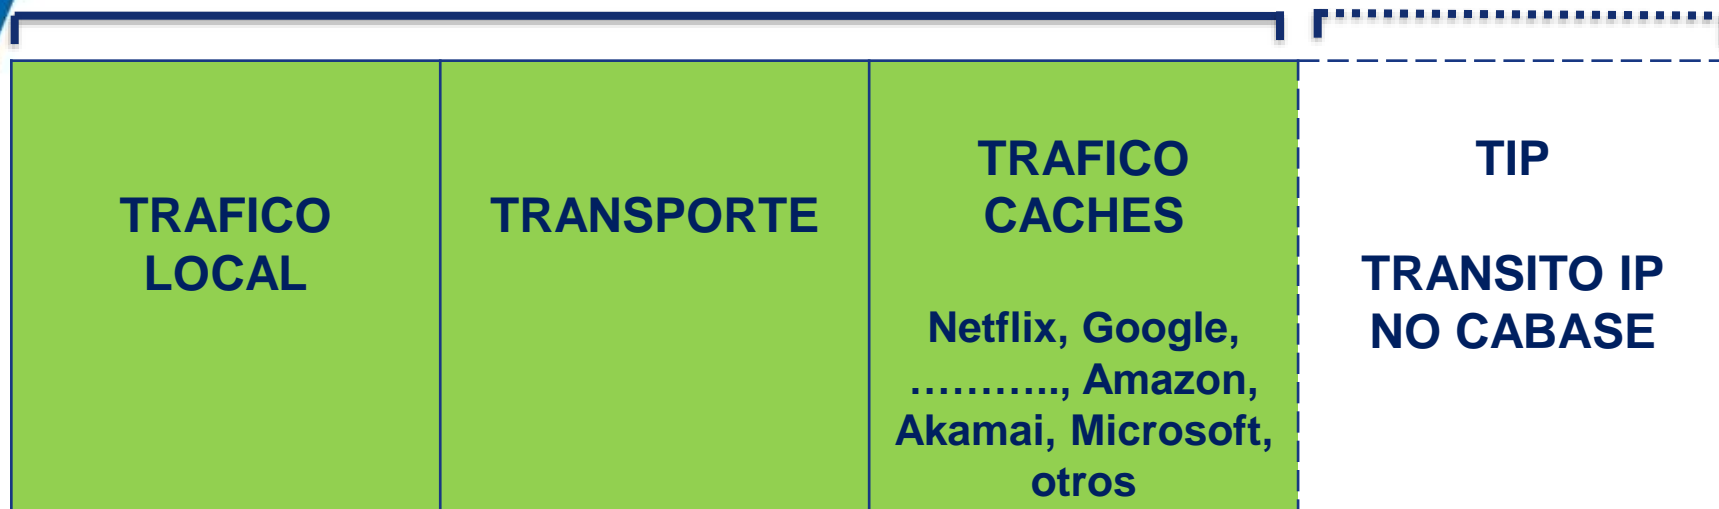 TRAFICO
LOCAL
TRANSPORTE
TRAFICO
CACHES
Netflix, Google,
……….., Amazon,
Akamai, Microsoft,
otros
TIP
TRANSITO IP
NO CABASE